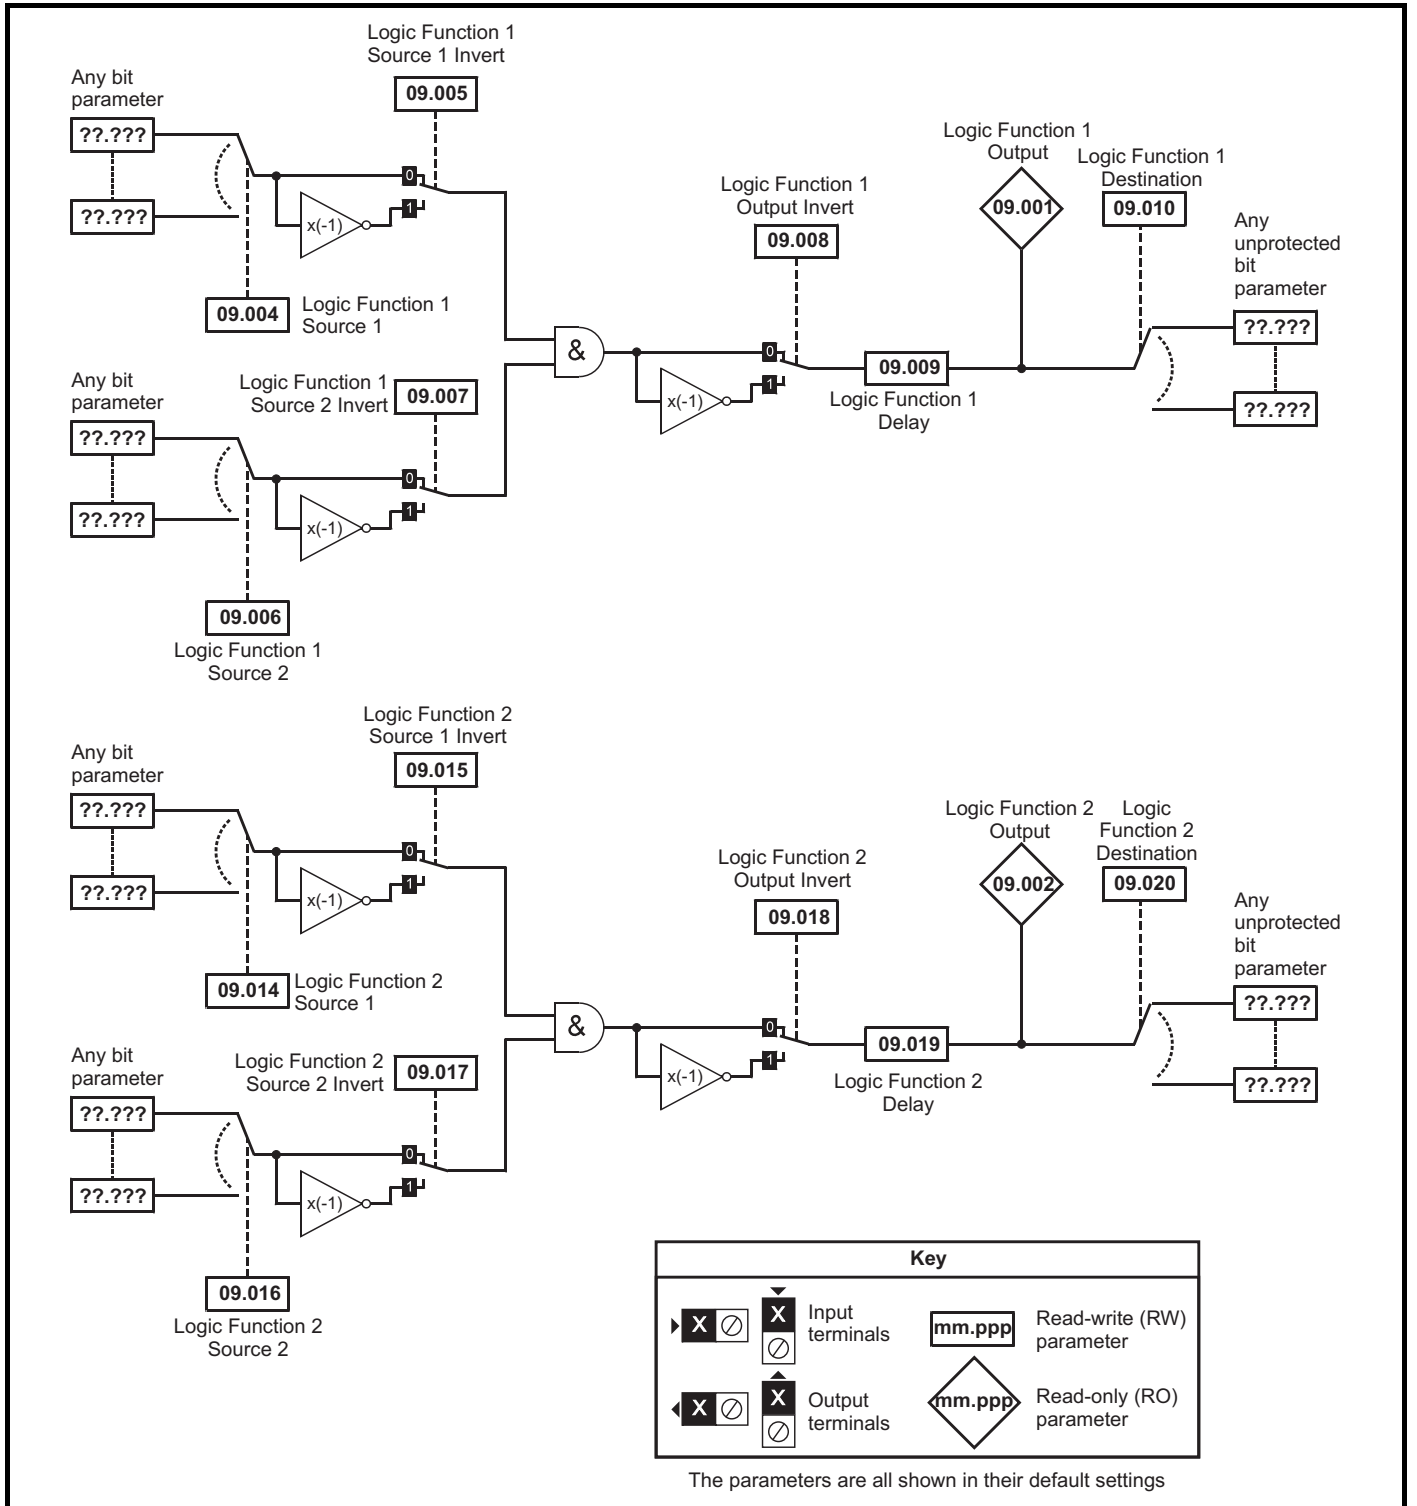 Logic Function 1
Source 1 Invert
09.005
Any bit
parameter
??.???
??.???
0
1
x(-1)
09.004
Logic Function 1
Source 1
Any bit
parameter
??.???
??.???
Logic Function 1
Source 2 Invert
09.007
0
1
x(-1)
09.006
Logic Function 1
Source 2
&
Logic Function 1
Output Invert
09.008
0
1
x(-1)
09.009
Logic Function 1
Delay
Logic Function 1
Output
09.001
Logic Function 1
Destination
09.010
Any
unprotected
bit
parameter
??.???
??.???
Logic Function 2
Source 1 Invert
09.015
Any bit
parameter
??.???
??.???
0
1
x(-1)
09.014
Logic Function 2
Source 1
Any bit
parameter
??.???
??.???
Logic Function 2
Source 2 Invert
09.017
0
1
x(-1)
09.016
Logic Function 2
Source 2
&
Logic Function 2
Output Invert
09.018
0
1
x(-1)
09.019
Logic Function 2
Delay
Logic Function 2
Output
09.002
Logic
Function 2
Destination
09.020
Any
unprotected
bit
parameter
??.???
??.???
Key
X
X
Input
terminals
mm.ppp
Read-write (RW)
parameter
X
X
Output
terminals
mm.ppp
Read-only (RO)
parameter
The parameters are all shown in their default settings